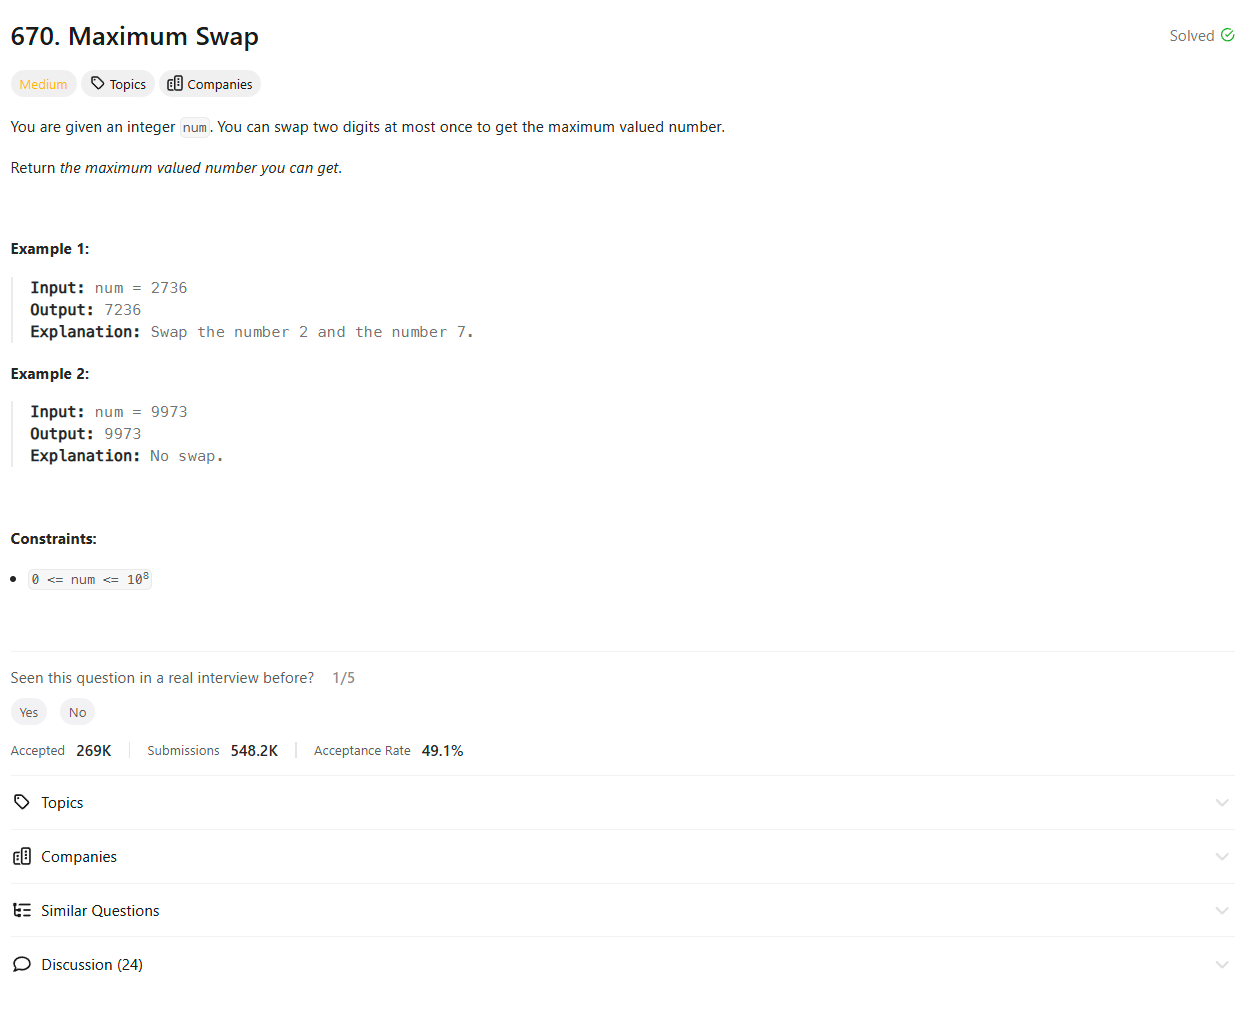 670. Maximum Swap
Solved
Medium Topics Companies
You are given an integer num. You can swap two digits at most once to get the maximum valued number.
Return the maximum valued number you can get.
Example 1:
Input: num = 2736
Output: 7236
Explanation: Swap the number 2 and the number 7.
Example 2:
Input: num = 9973
Output: 9973
Explanation: No swap.
Constraints:
0 <= num <= 10⁸
Seen this question in a real interview before? 1/5
Yes No
Accepted 269K Submissions 548.2K Acceptance Rate 49.1%
Topics
Companies
Similar Questions
Discussion (24)